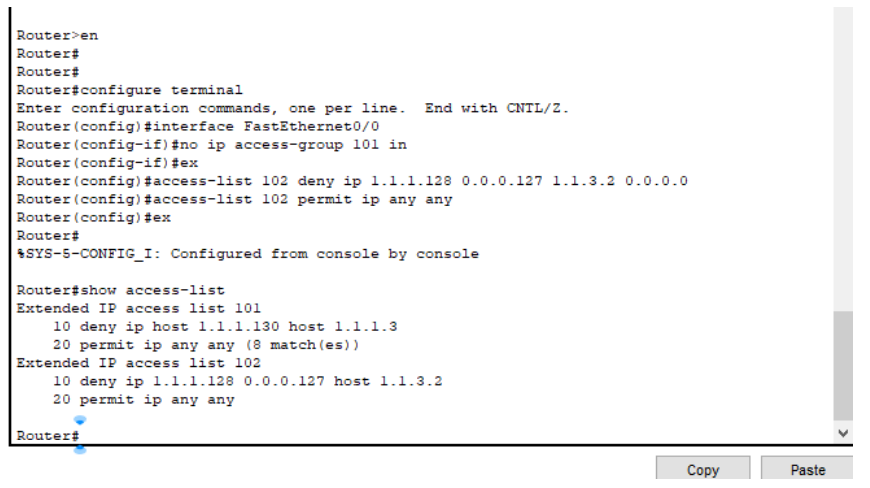 Router>en
Router#
Router#
Router#configure terminal
Enter configuration commands, one per line.  End with CNTL/Z.
Router(config)#interface FastEthernet0/0
Router(config-if)#no ip access-group 101 in
Router(config-if)#ex
Router(config)#access-list 102 deny ip 1.1.1.128 0.0.0.127 1.1.3.2 0.0.0.0
Router(config)#access-list 102 permit ip any any
Router(config)#ex
Router#
%SYS-5-CONFIG_I: Configured from console by console
Router#show access-list
Extended IP access list 101
    10 deny ip host 1.1.1.130 host 1.1.1.3
    20 permit ip any any (8 match(es))
Extended IP access list 102
    10 deny ip 1.1.1.128 0.0.0.127 host 1.1.3.2
    20 permit ip any any
Router#
Copy
Paste